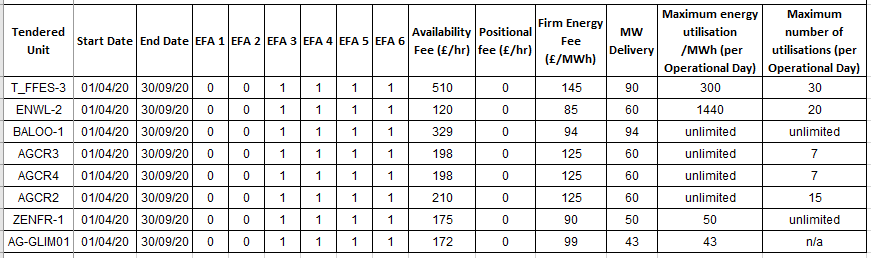 Tendered Unit | Start Date | End Date | EFA 1 | EFA 2 | EFA 3 | EFA 4 | EFA 5 | EFA 6 | Availability Fee (£/hr) | Positional fee (£/hr) | Firm Energy Fee (£/MWh) | MW Delivery | Maximum energy utilisation /MWh (per Operational Day) | Maximum number of utilisations (per Operational Day)
T_FFES-3 | 01/04/20 | 30/09/20 | 0 | 0 | 1 | 1 | 1 | 1 | 510 | 0 | 145 | 90 | 300 | 30
ENWL-2 | 01/04/20 | 30/09/20 | 0 | 0 | 1 | 1 | 1 | 1 | 120 | 0 | 85 | 60 | 1440 | 20
BALOO-1 | 01/04/20 | 30/09/20 | 0 | 0 | 1 | 1 | 1 | 1 | 329 | 0 | 94 | 94 | unlimited | unlimited
AGCR3 | 01/04/20 | 30/09/20 | 0 | 0 | 1 | 1 | 1 | 1 | 198 | 0 | 125 | 60 | unlimited | 7
AGCR4 | 01/04/20 | 30/09/20 | 0 | 0 | 1 | 1 | 1 | 1 | 198 | 0 | 125 | 60 | unlimited | 7
AGCR2 | 01/04/20 | 30/09/20 | 0 | 0 | 1 | 1 | 1 | 1 | 210 | 0 | 125 | 60 | unlimited | 15
ZENFR-1 | 01/04/20 | 30/09/20 | 0 | 0 | 1 | 1 | 1 | 1 | 175 | 0 | 90 | 50 | 50 | unlimited
AG-GLIM01 | 01/04/20 | 30/09/20 | 0 | 0 | 1 | 1 | 1 | 1 | 172 | 0 | 99 | 43 | 43 | n/a